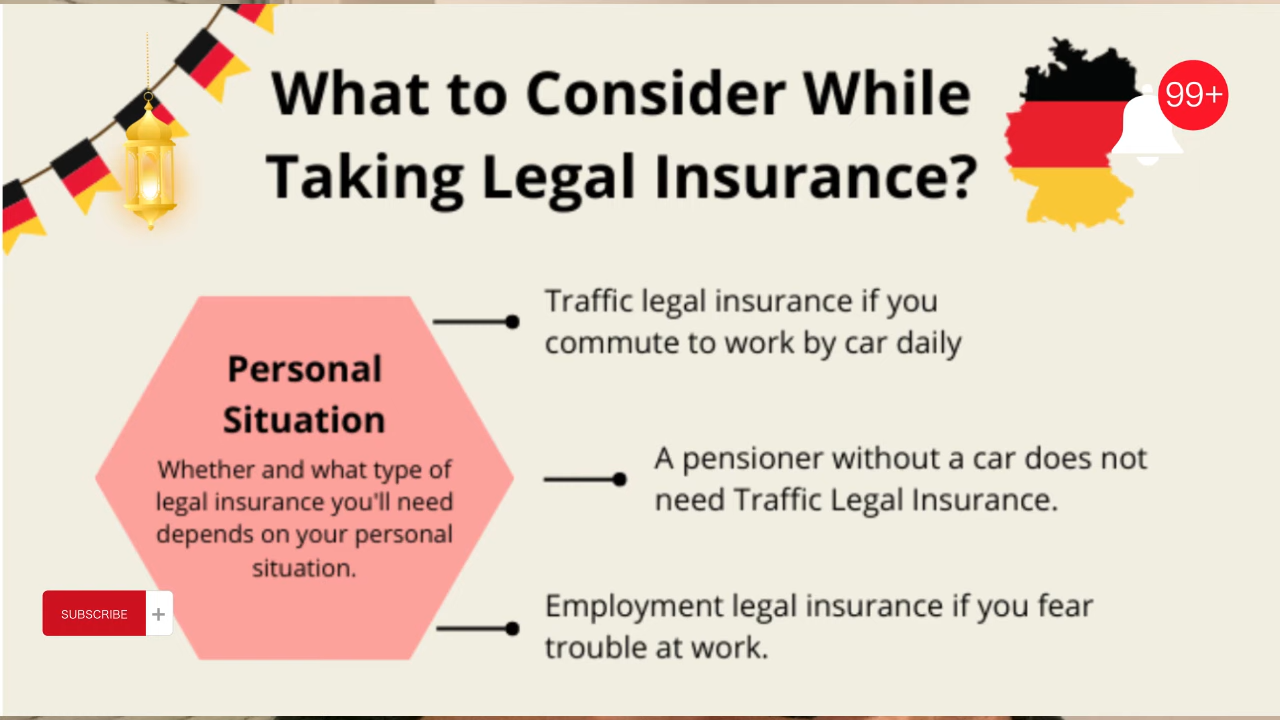 What to Consider While
Taking Legal Insurance?
99+
Personal
Situation
Whether and what type of
legal insurance you'll need
depends on your personal
situation.
Traffic legal insurance if you
commute to work by car daily
A pensioner without a car does not
need Traffic Legal Insurance.
Employment legal insurance if you fear
trouble at work.
SUBSCRIBE +